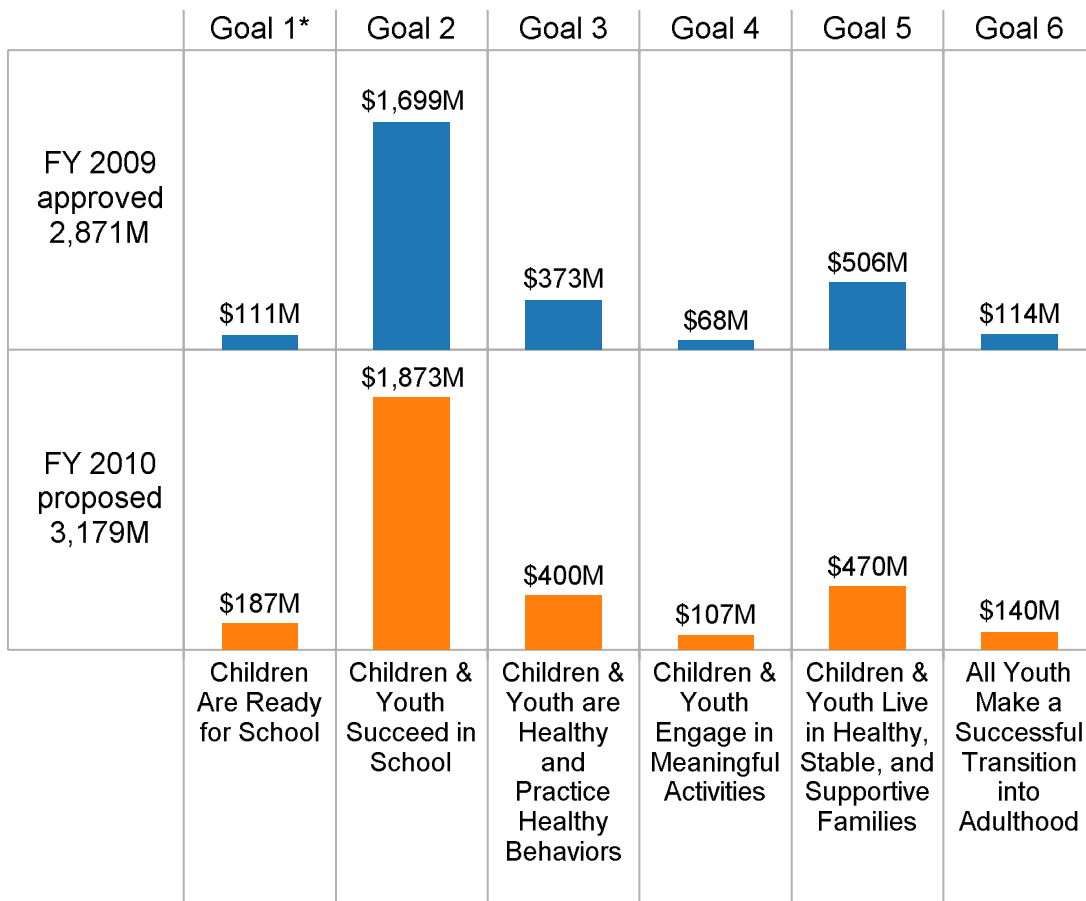 Goal 1*
Goal 2
Goal 3
Goal 4
Goal 5
Goal 6
FY 2009
approved
2,871M
$111M
$1,699M
$373M
$68M
$506M
$114M
FY 2010
proposed
3,179M
$187M
$1,873M
$400M
$107M
$470M
$140M
Children
Are Ready
for School
Children &
Youth
Succeed in
School
Children &
Youth are
Healthy
and
Practice
Healthy
Behaviors
Children &
Youth
Engage in
Meaningful
Activities
Children &
Youth Live
in Healthy,
Stable, and
Supportive
Families
All Youth
Make a
Successful
Transition
into
Adulthood